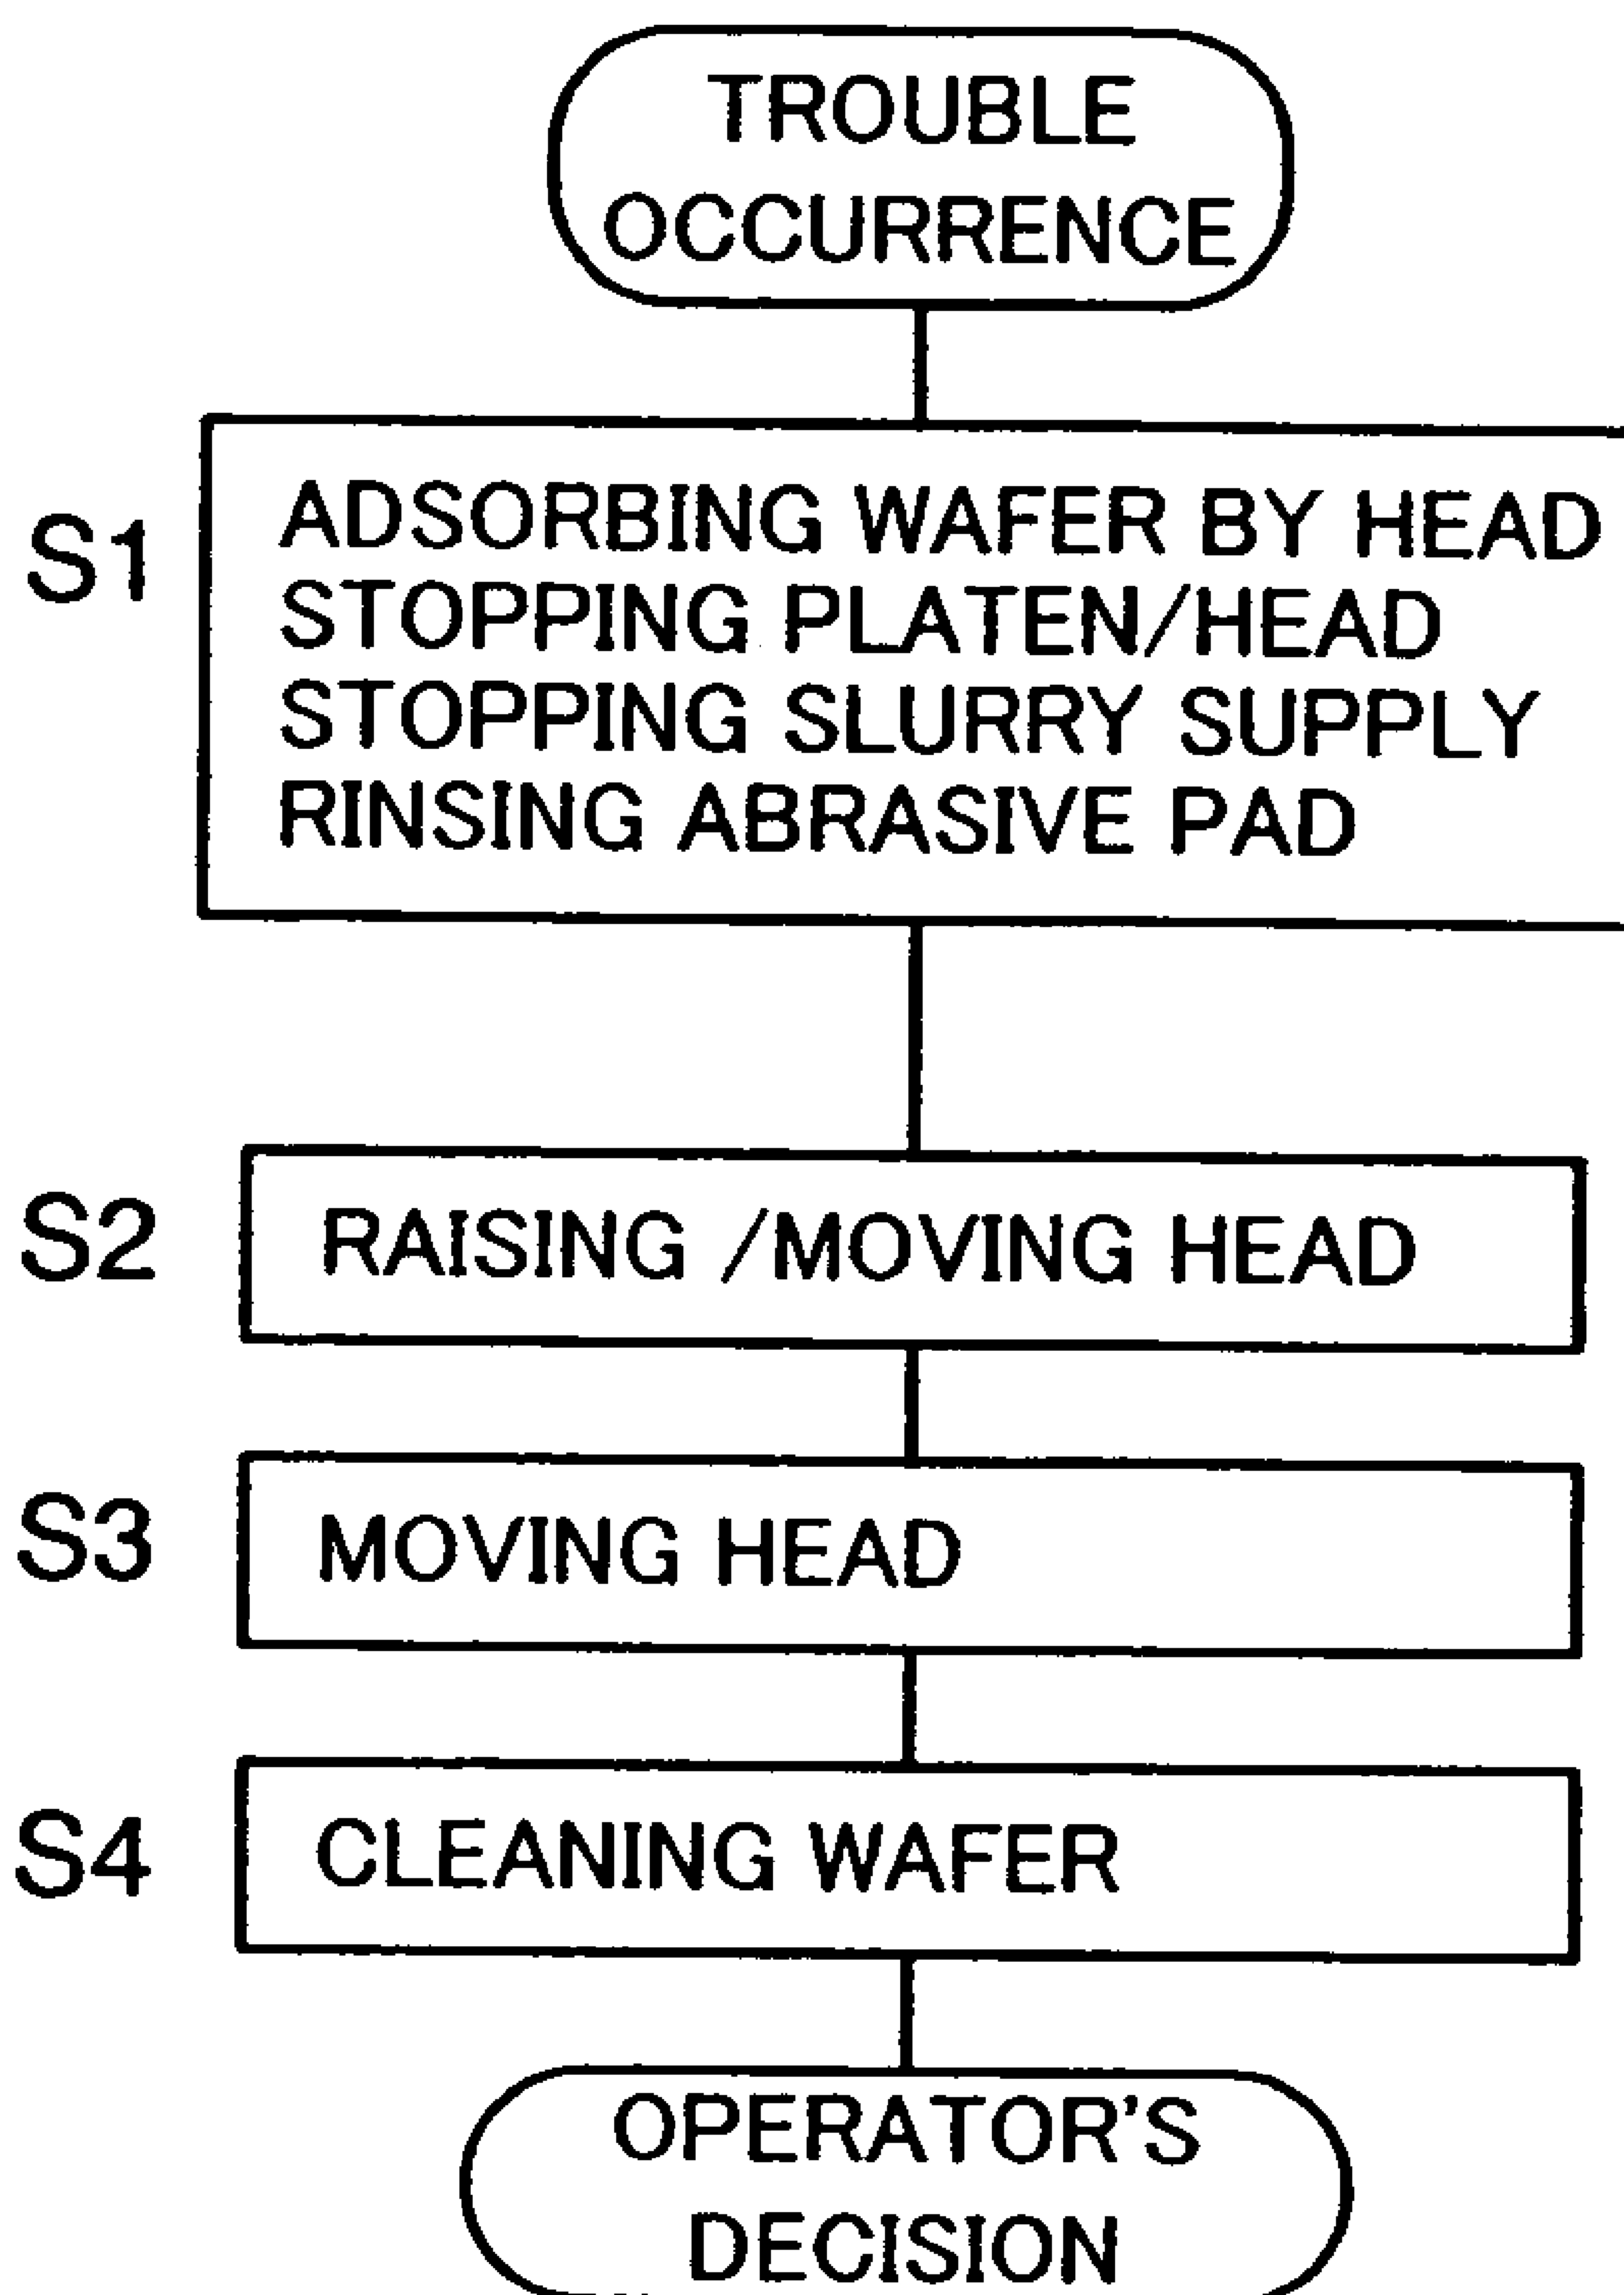 TROUBLE
OCCURRENCE
S1
ADSORBING WAFER BY HEAD
STOPPING PLATEN/HEAD
STOPPING SLURRY SUPPLY
RINSING ABRASIVE PAD
S2
RAISING /MOVING HEAD
S3
MOVING HEAD
S4
CLEANING WAFER
OPERATOR'S
DECISION